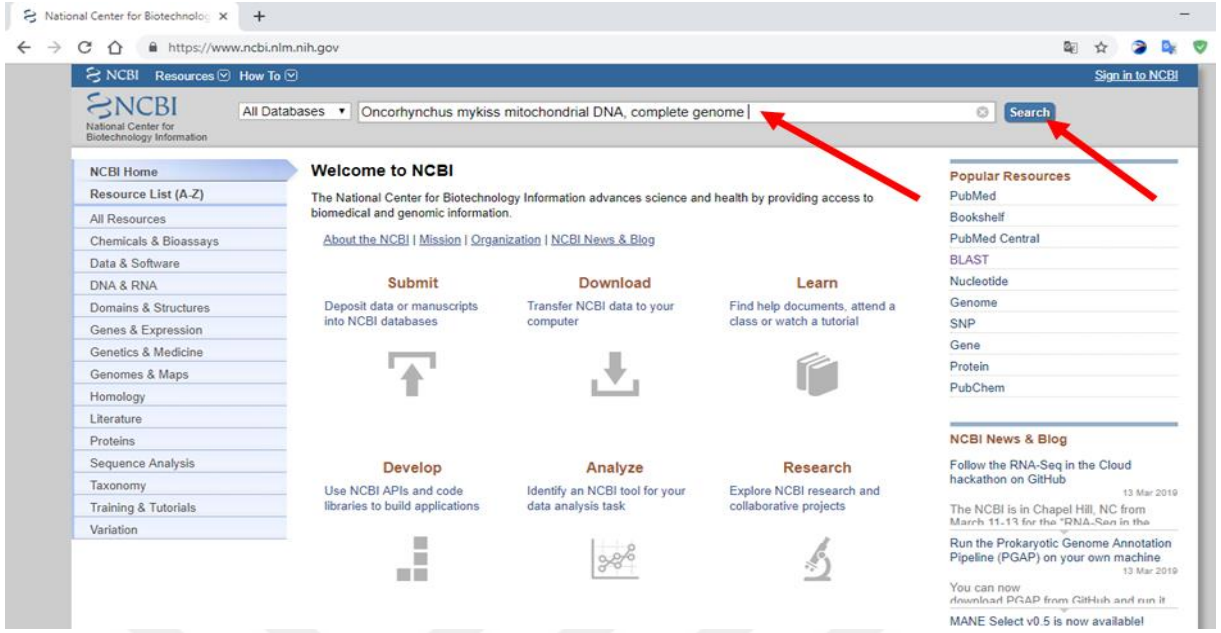 National Center for Biotechnolog
https://www.ncbi.nlm.nih.gov
NCBI Resources How To Sign in to NCBI
NCBI
National Center for
Biotechnology Information
All Databases
Oncorhynchus mykiss mitochondrial DNA, complete genome
Search
NCBI Home
Resource List (A-Z)
All Resources
Chemicals & Bioassays
Data & Software
DNA & RNA
Domains & Structures
Genes & Expression
Genetics & Medicine
Genomes & Maps
Homology
Literature
Proteins
Sequence Analysis
Taxonomy
Training & Tutorials
Variation
Welcome to NCBI
The National Center for Biotechnology Information advances science and health by providing access to
biomedical and genomic information.
About the NCBI | Mission | Organization | NCBI News & Blog
Submit
Deposit data or manuscripts
into NCBI databases
Download
Transfer NCBI data to your
computer
Learn
Find help documents, attend a
class or watch a tutorial
Develop
Use NCBI APIs and code
libraries to build applications
Analyze
Identify an NCBI tool for your
data analysis task
Research
Explore NCBI research and
collaborative projects
Popular Resources
PubMed
Bookshelf
PubMed Central
BLAST
Nucleotide
Genome
SNP
Gene
Protein
PubChem
NCBI News & Blog
Follow the RNA-Seq in the Cloud
hackathon on GitHub
13 Mar 2019
The NCBI is in Chapel Hill, NC from
March 11-13 for the "RNA-Seq in the
Run the Prokaryotic Genome Annotation
Pipeline (PGAP) on your own machine
13 Mar 2019
You can now
download PGAP from GitHub and run it
MANE Select v0.5 is now available!